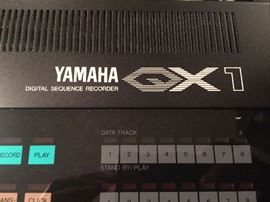 YAMAHA QX1
DIGITAL SEQUENCE RECORDER
DATA TRACK
RECORD PLAY 1 2 3 4 5 6 7 8
STAND BY/PLAY